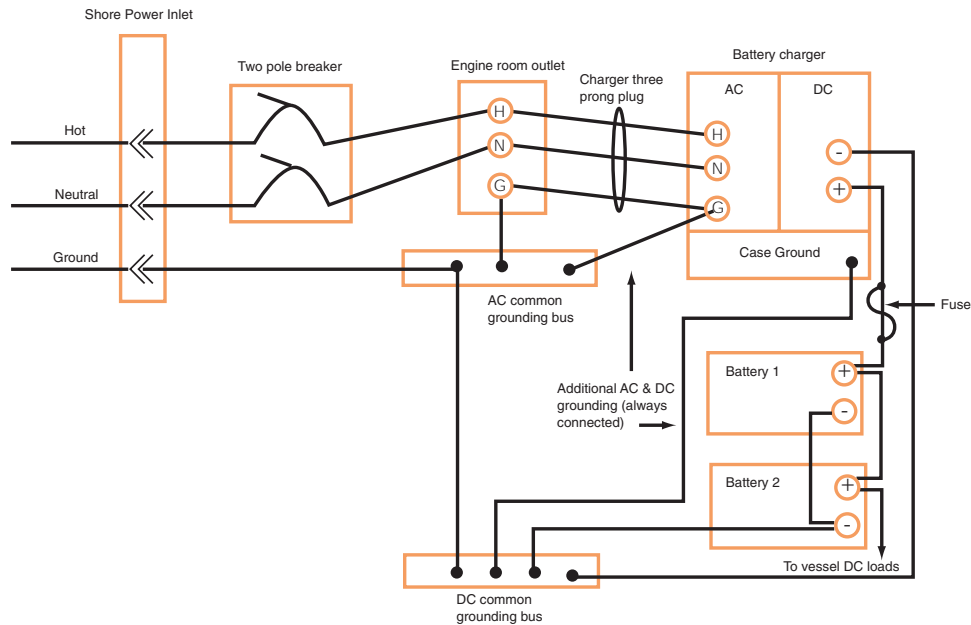 Shore Power Inlet
Two pole breaker
Engine room outlet
Charger three
prong plug
Battery charger
AC
DC
Hot
Neutral
Ground
H
N
G
H
N
G
-
+
Case Ground
AC common
grounding bus
Fuse
Additional AC & DC
grounding (always
connected)
Battery 1
+
-
Battery 2
+
-
To vessel DC loads
DC common
grounding bus